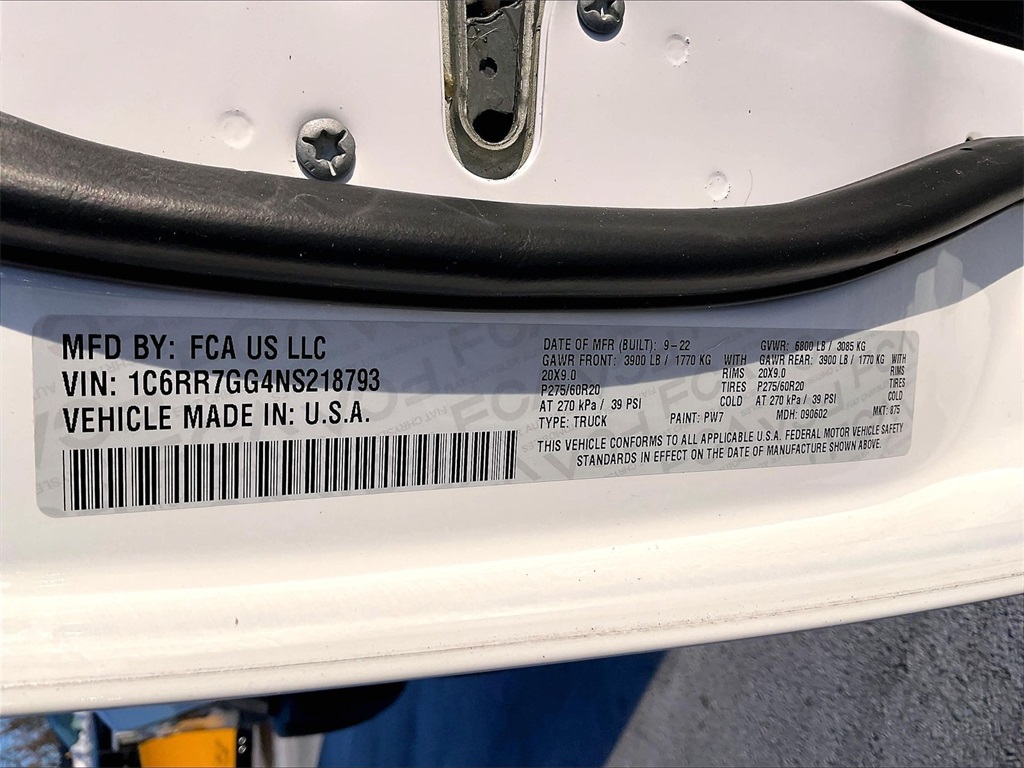 MFD BY: FCA US LLC
VIN: 1C6RR7GG4NS218793
VEHICLE MADE IN: U.S.A.
DATE OF MFR (BUILT): 9-22 GVWR: 6800 LB / 3085 KG
GAWR FRONT: 3900 LB / 1770 KG WITH GAWR REAR: 3900 LB / 1770 KG WITH
20X9.0 RIMS 20X9.0 RIMS
P275/60R20 TIRES P275/60R20 TIRES
AT 270 kPa / 39 PSI COLD AT 270 kPa / 39 PSI COLD
TYPE: TRUCK PAINT: PW7 MDH: 090602 MKT: 875
THIS VEHICLE CONFORMS TO ALL APPLICABLE U.S.A. FEDERAL MOTOR VEHICLE SAFETY
STANDARDS IN EFFECT ON THE DATE OF MANUFACTURE SHOWN ABOVE.